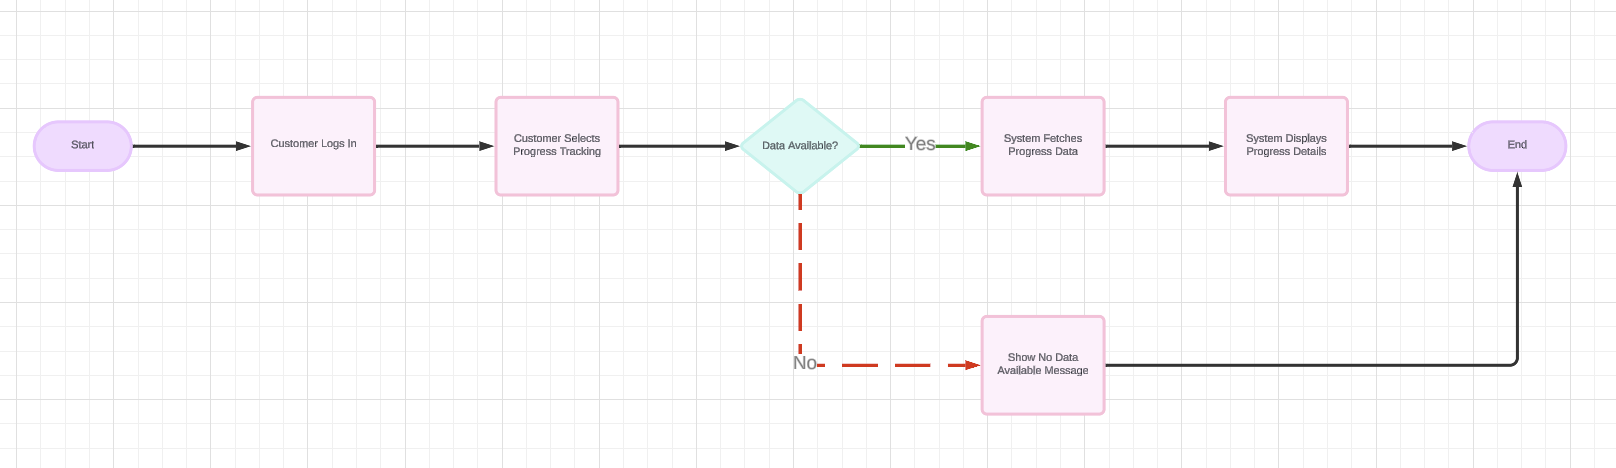 Start
Customer Logs In
Customer Selects
Progress Tracking
Data Available?
Yes
System Fetches
Progress Data
System Displays
Progress Details
End
No
Show No Data
Available Message